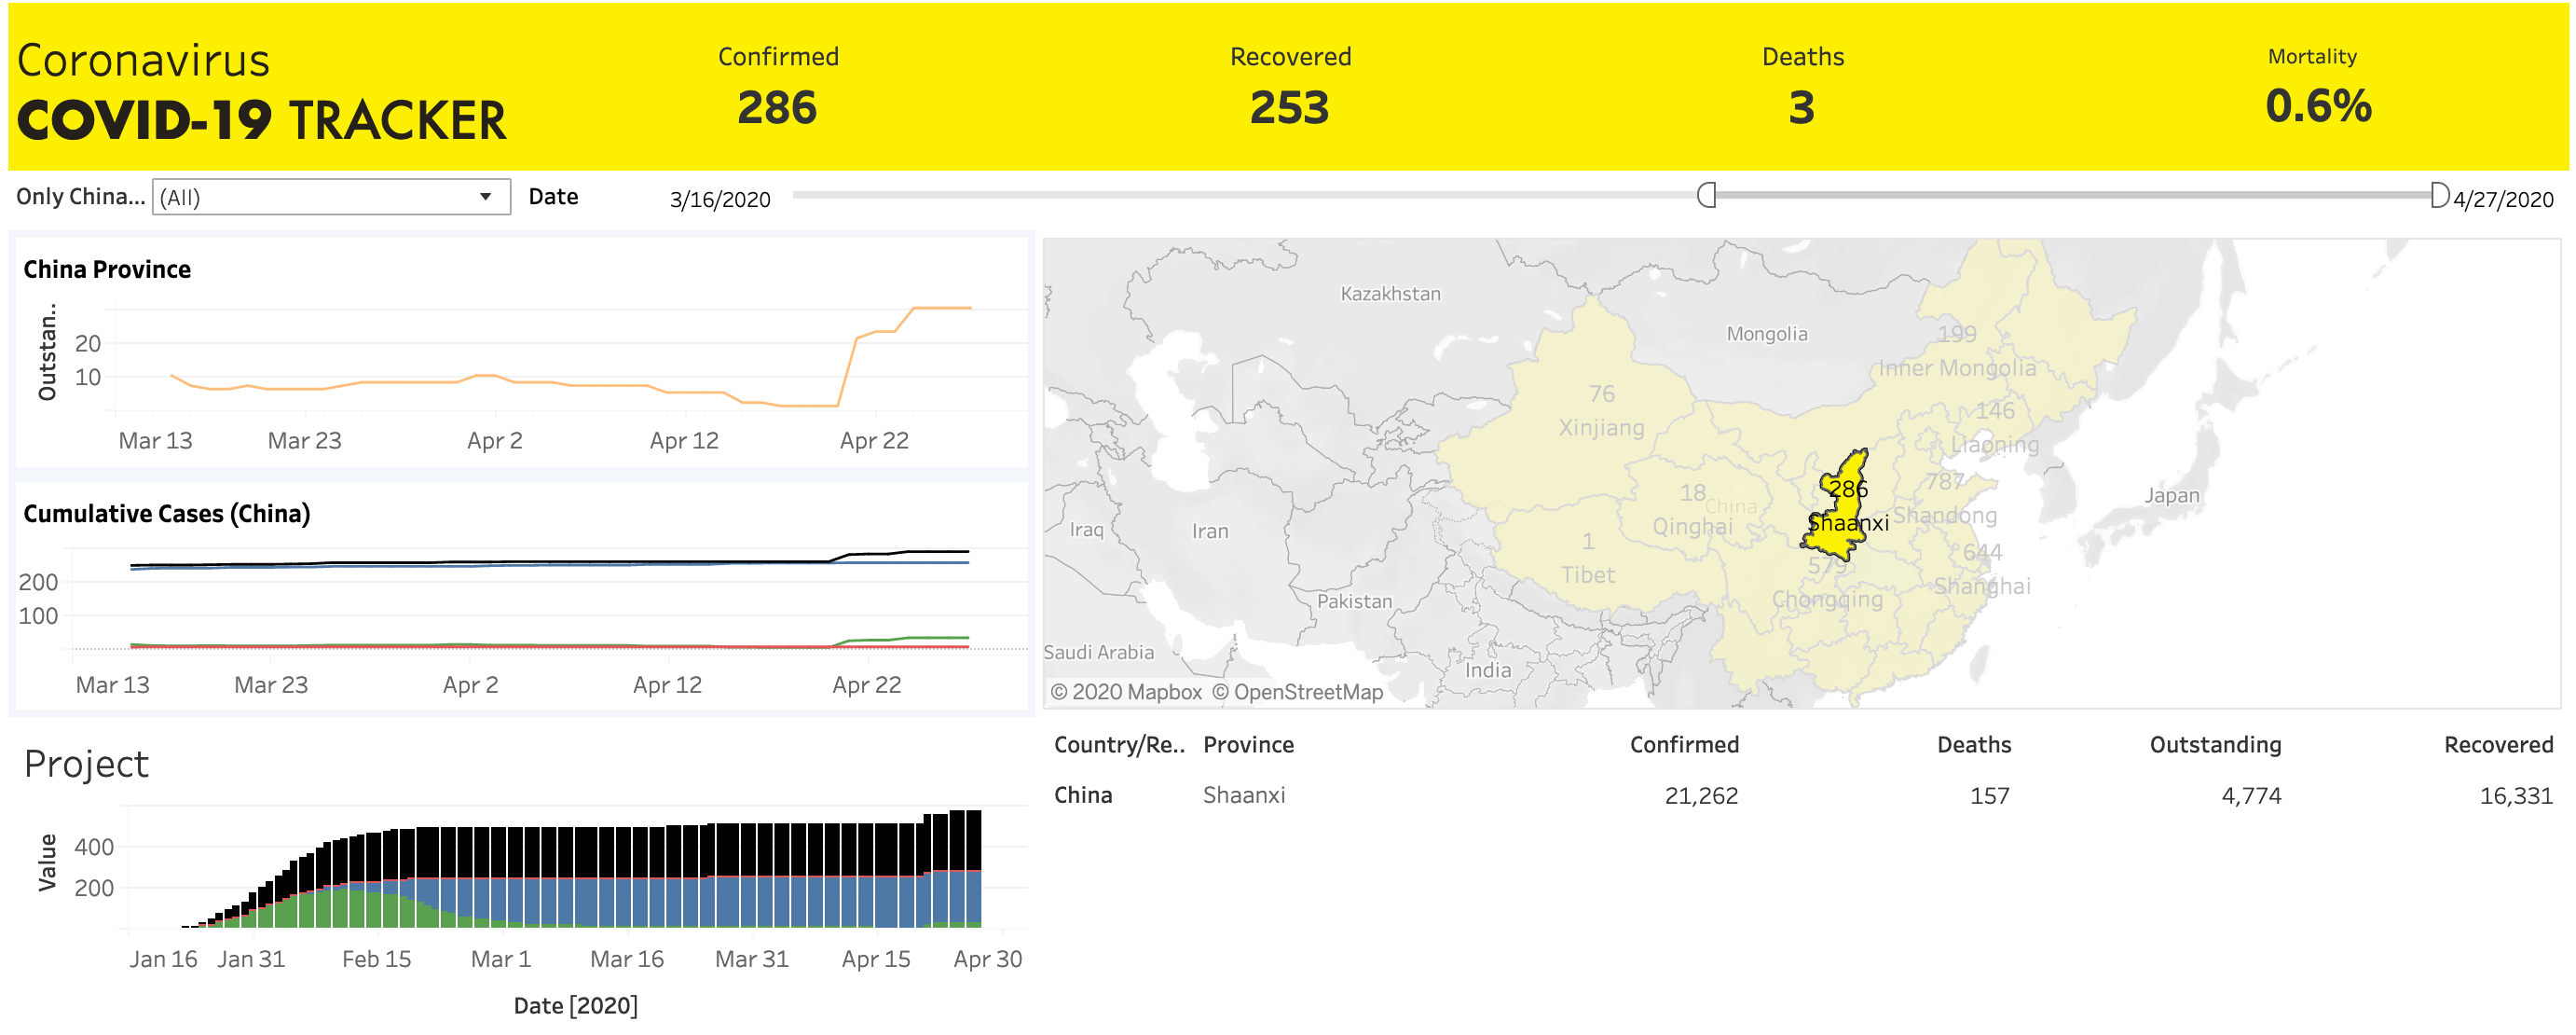 Coronavirus
COVID-19 TRACKER
Confirmed
286
Recovered
253
Deaths
3
Mortality
0.6%
Only China... (All)
Date
3/16/2020
4/27/2020
China Province
Outstan..
20
10
Mar 13 Mar 23 Apr 2 Apr 12 Apr 22
Cumulative Cases (China)
200
100
Mar 13 Mar 23 Apr 2 Apr 12 Apr 22
Project
Value
400
200
Jan 16 Jan 31 Feb 15 Mar 1 Mar 16 Mar 31 Apr 15 Apr 30
Date [2020]
Kazakhstan
Mongolia
199
Inner Mongolia
76
Xinjiang
146
Liaoning
286
Shaanxi
787
Shandong
18
Qinghai
China
Japan
Iraq
Iran
1
Tibet
644
Shanghai
579
Chongqing
Pakistan
Saudi Arabia
India
© 2020 Mapbox © OpenStreetMap
Country/Re.. Province Confirmed Deaths Outstanding Recovered
China Shaanxi 21,262 157 4,774 16,331